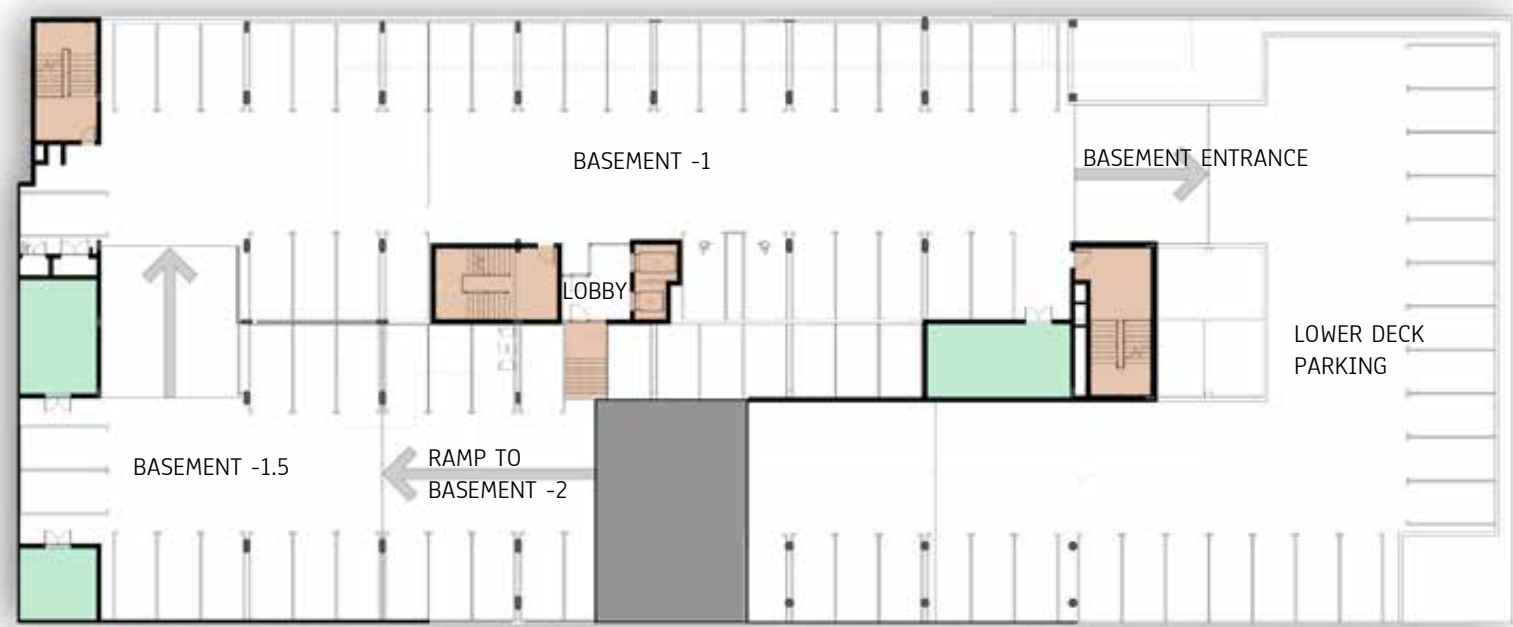 BASEMENT -1
BASEMENT ENTRANCE
LOBBY
LOWER DECK
PARKING
BASEMENT -1.5
RAMP TO
BASEMENT -2